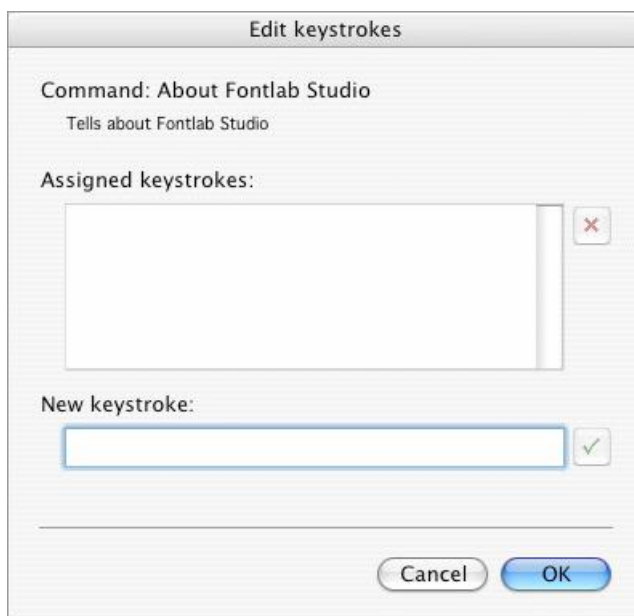 Edit keystrokes
Command: About Fontlab Studio
Tells about Fontlab Studio
Assigned keystrokes:
New keystroke:
Cancel OK